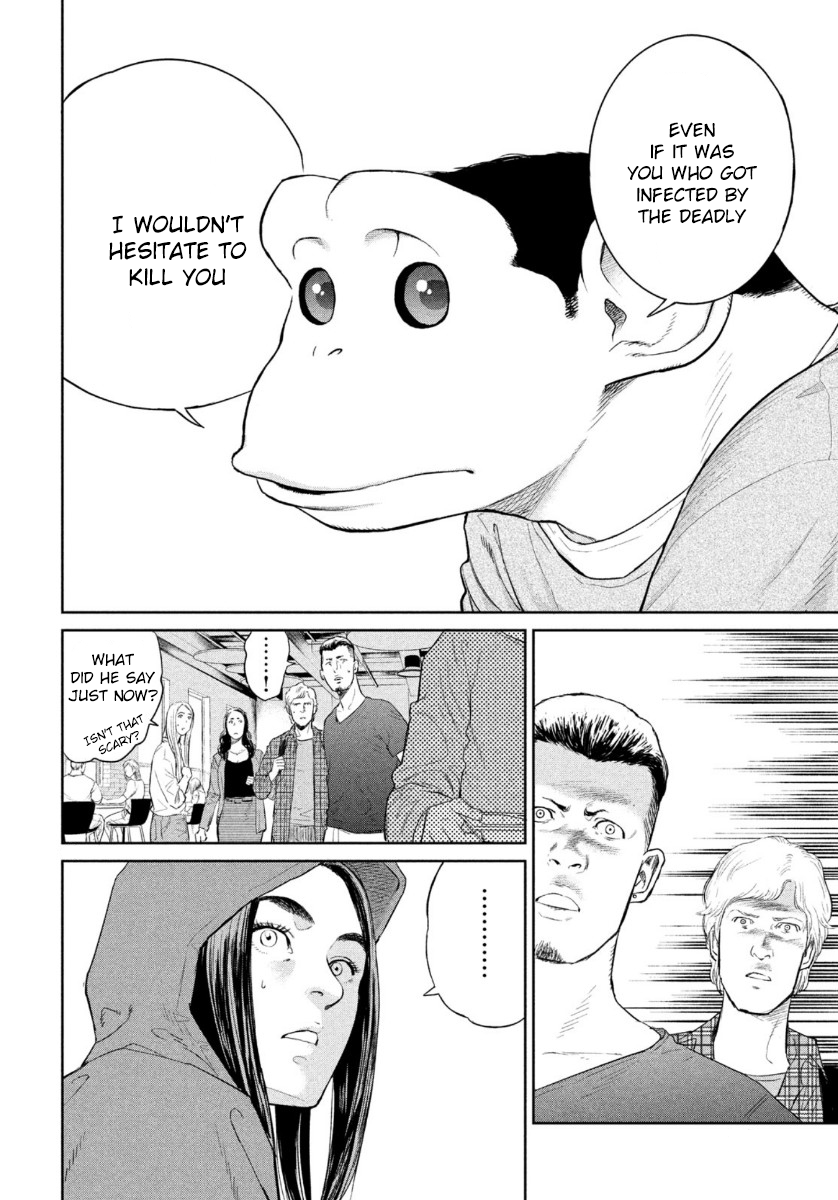 EVEN
IF IT WAS
YOU WHO GOT
INFECTED BY
THE DEADLY
I WOULDN'T
HESITATE TO
KILL YOU
......!
WHAT
DID HE SAY
JUST NOW?
ISN'T THAT
SCARY?
........